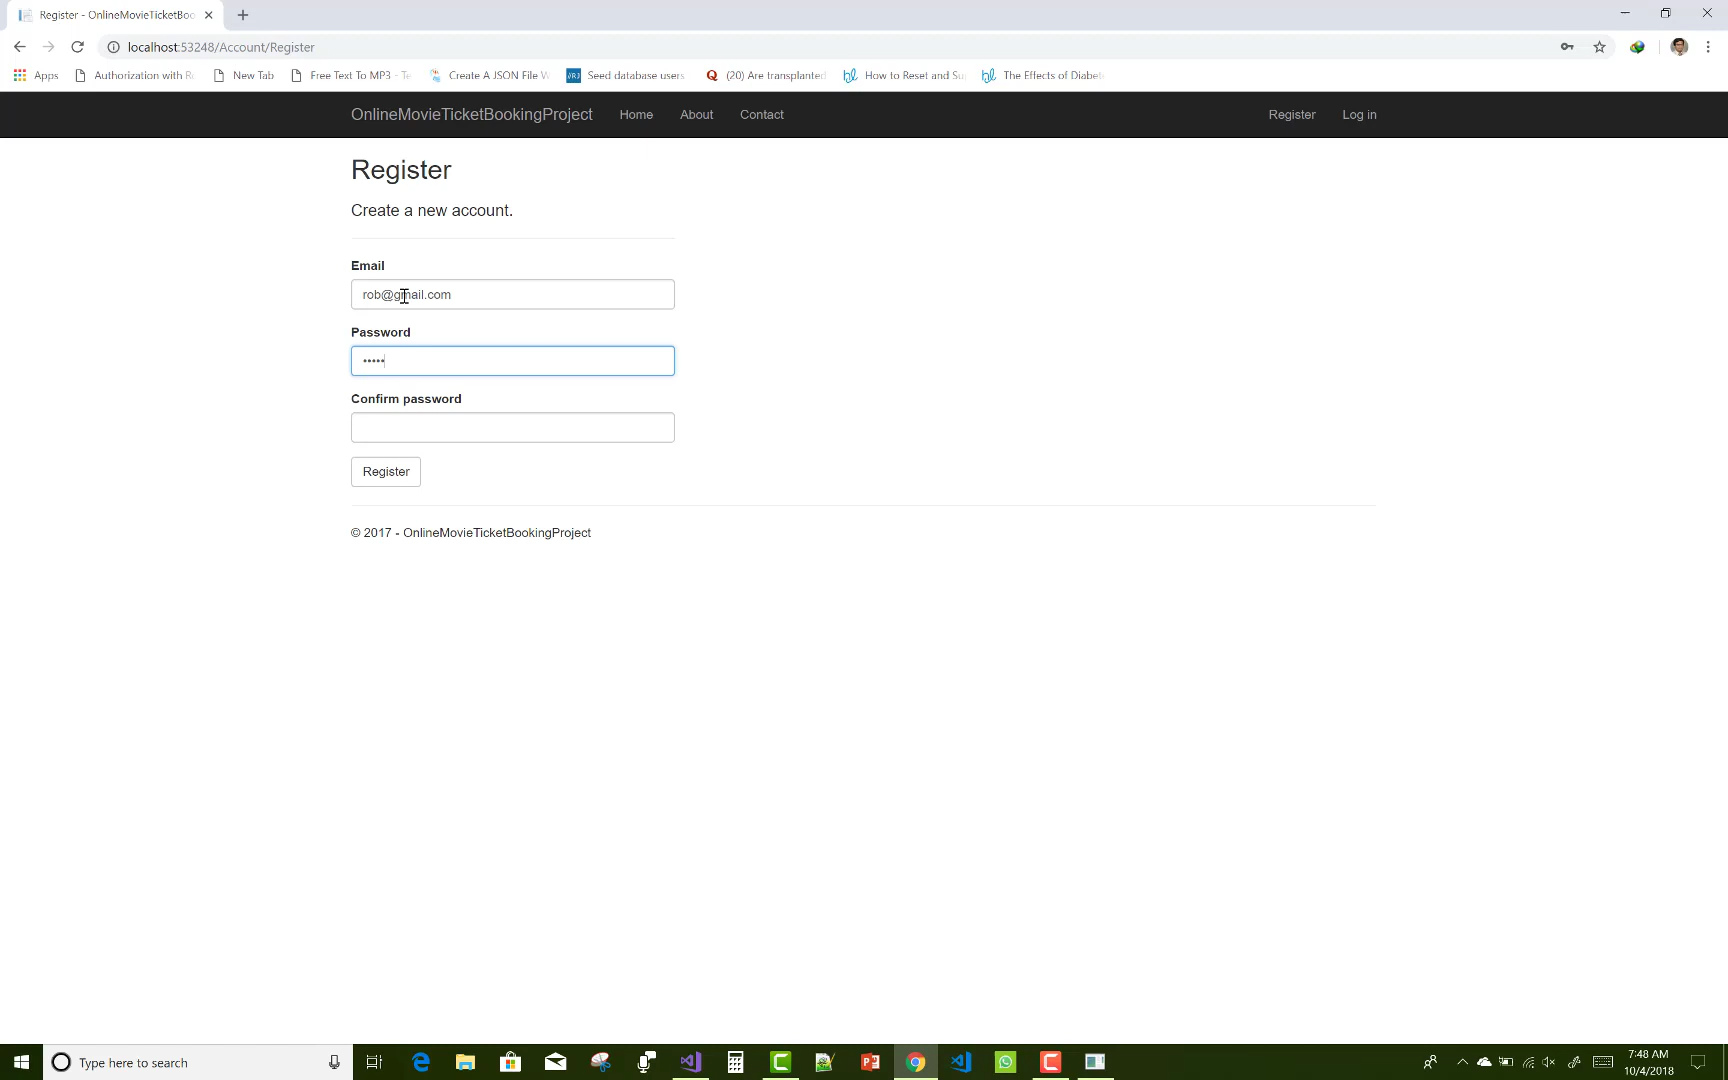 Register - OnlineMovieTicketBoo
localhost:53248/Account/Register
Apps
Authorization with R
New Tab
Free Text To MP3 - Te
Create A JSON File W
Seed database users
(20) Are transplanted
How to Reset and Su
The Effects of Diabet
OnlineMovieTicketBookingProject
Home
About
Contact
Register
Log in
Register
Create a new account.
Email
rob@gmail.com
Password
•••••
Confirm password
Register
© 2017 - OnlineMovieTicketBookingProject
Type here to search
7:48 AM
10/4/2018